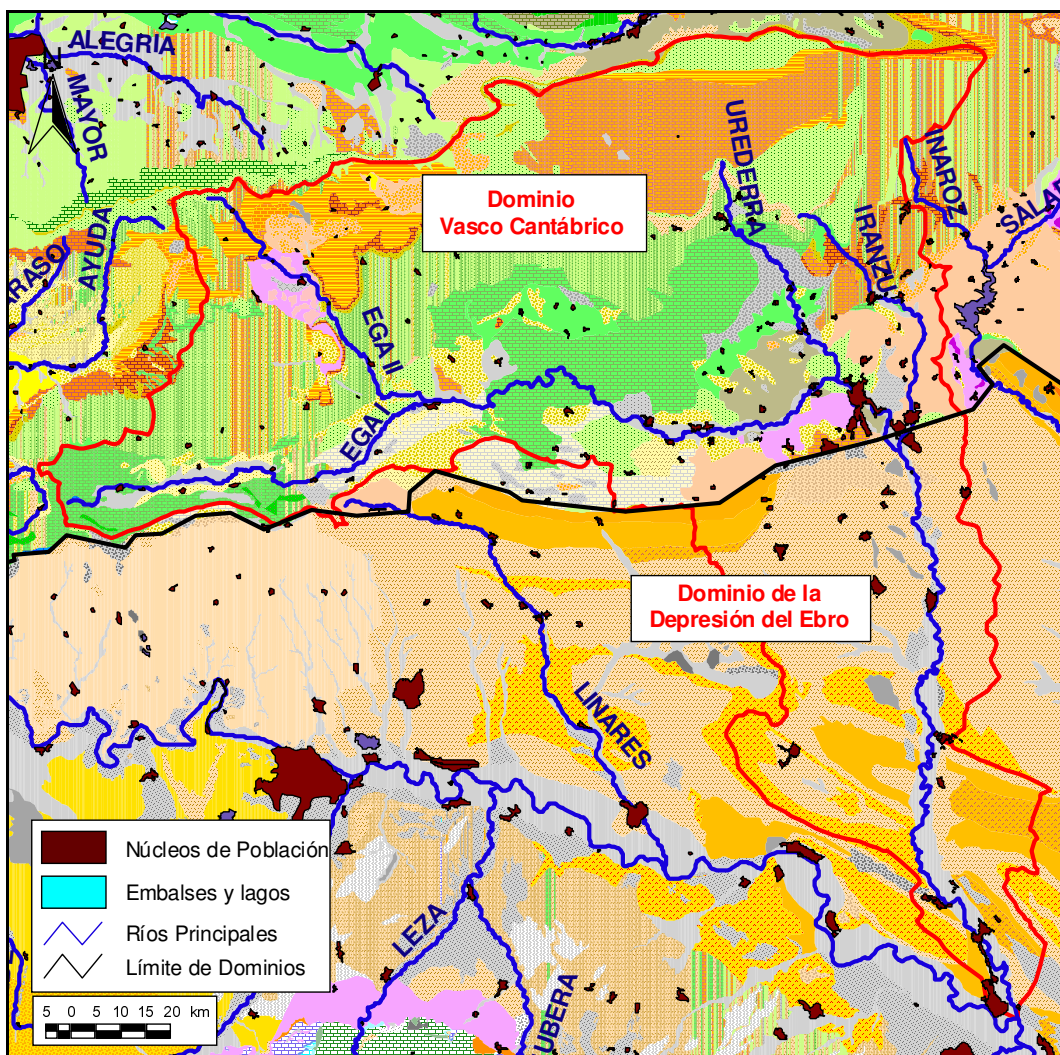 ALEGRIA
MAYOR
UREDEBRA
INAROZ
SALAD
IRANZU
AYUDA
ARASO
Dominio
Vasco Cantábrico
EGA II
EGA I
Dominio de la
Depresión del Ebro
LINARES
LEZA
UBERA
Núcleos de Población
Embalses y lagos
Ríos Principales
Límite de Dominios
5 0 5 10 15 20 km